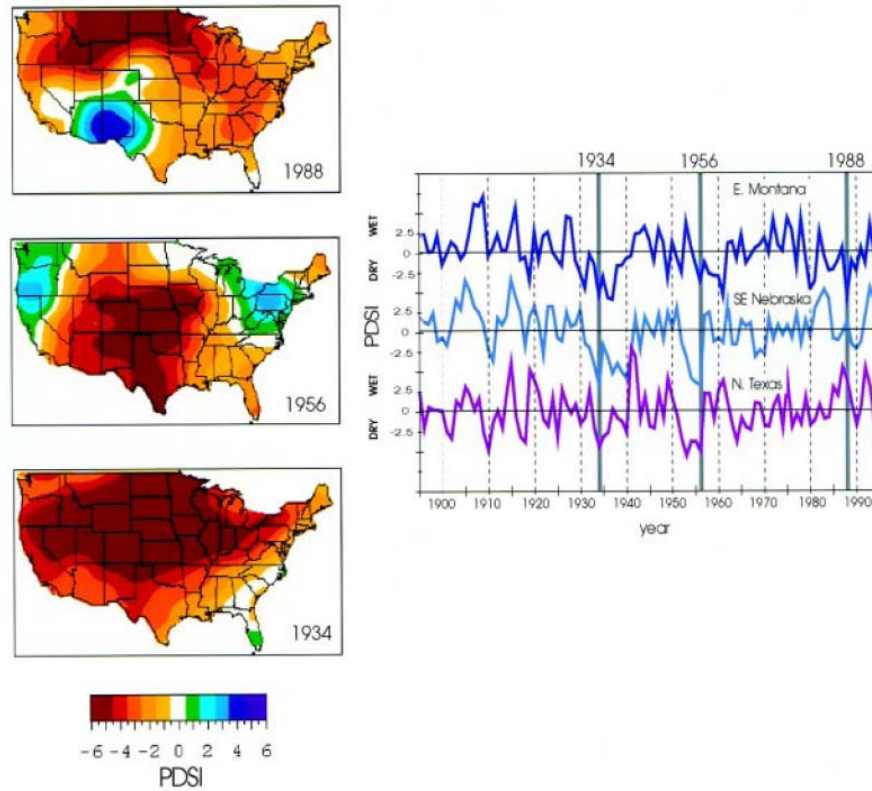 1988
1956
1934
-6 -4 -2 0 2 4 6
PDSI
1934 1956 1988
E. Montana
SE Nebraska
N. Texas
PDSI
WET
DRY
WET
DRY
2.5
0
-2.5
2.5
0
-2.5
2.5
0
-2.5
1900 1910 1920 1930 1940 1950 1960 1970 1980 1990
year